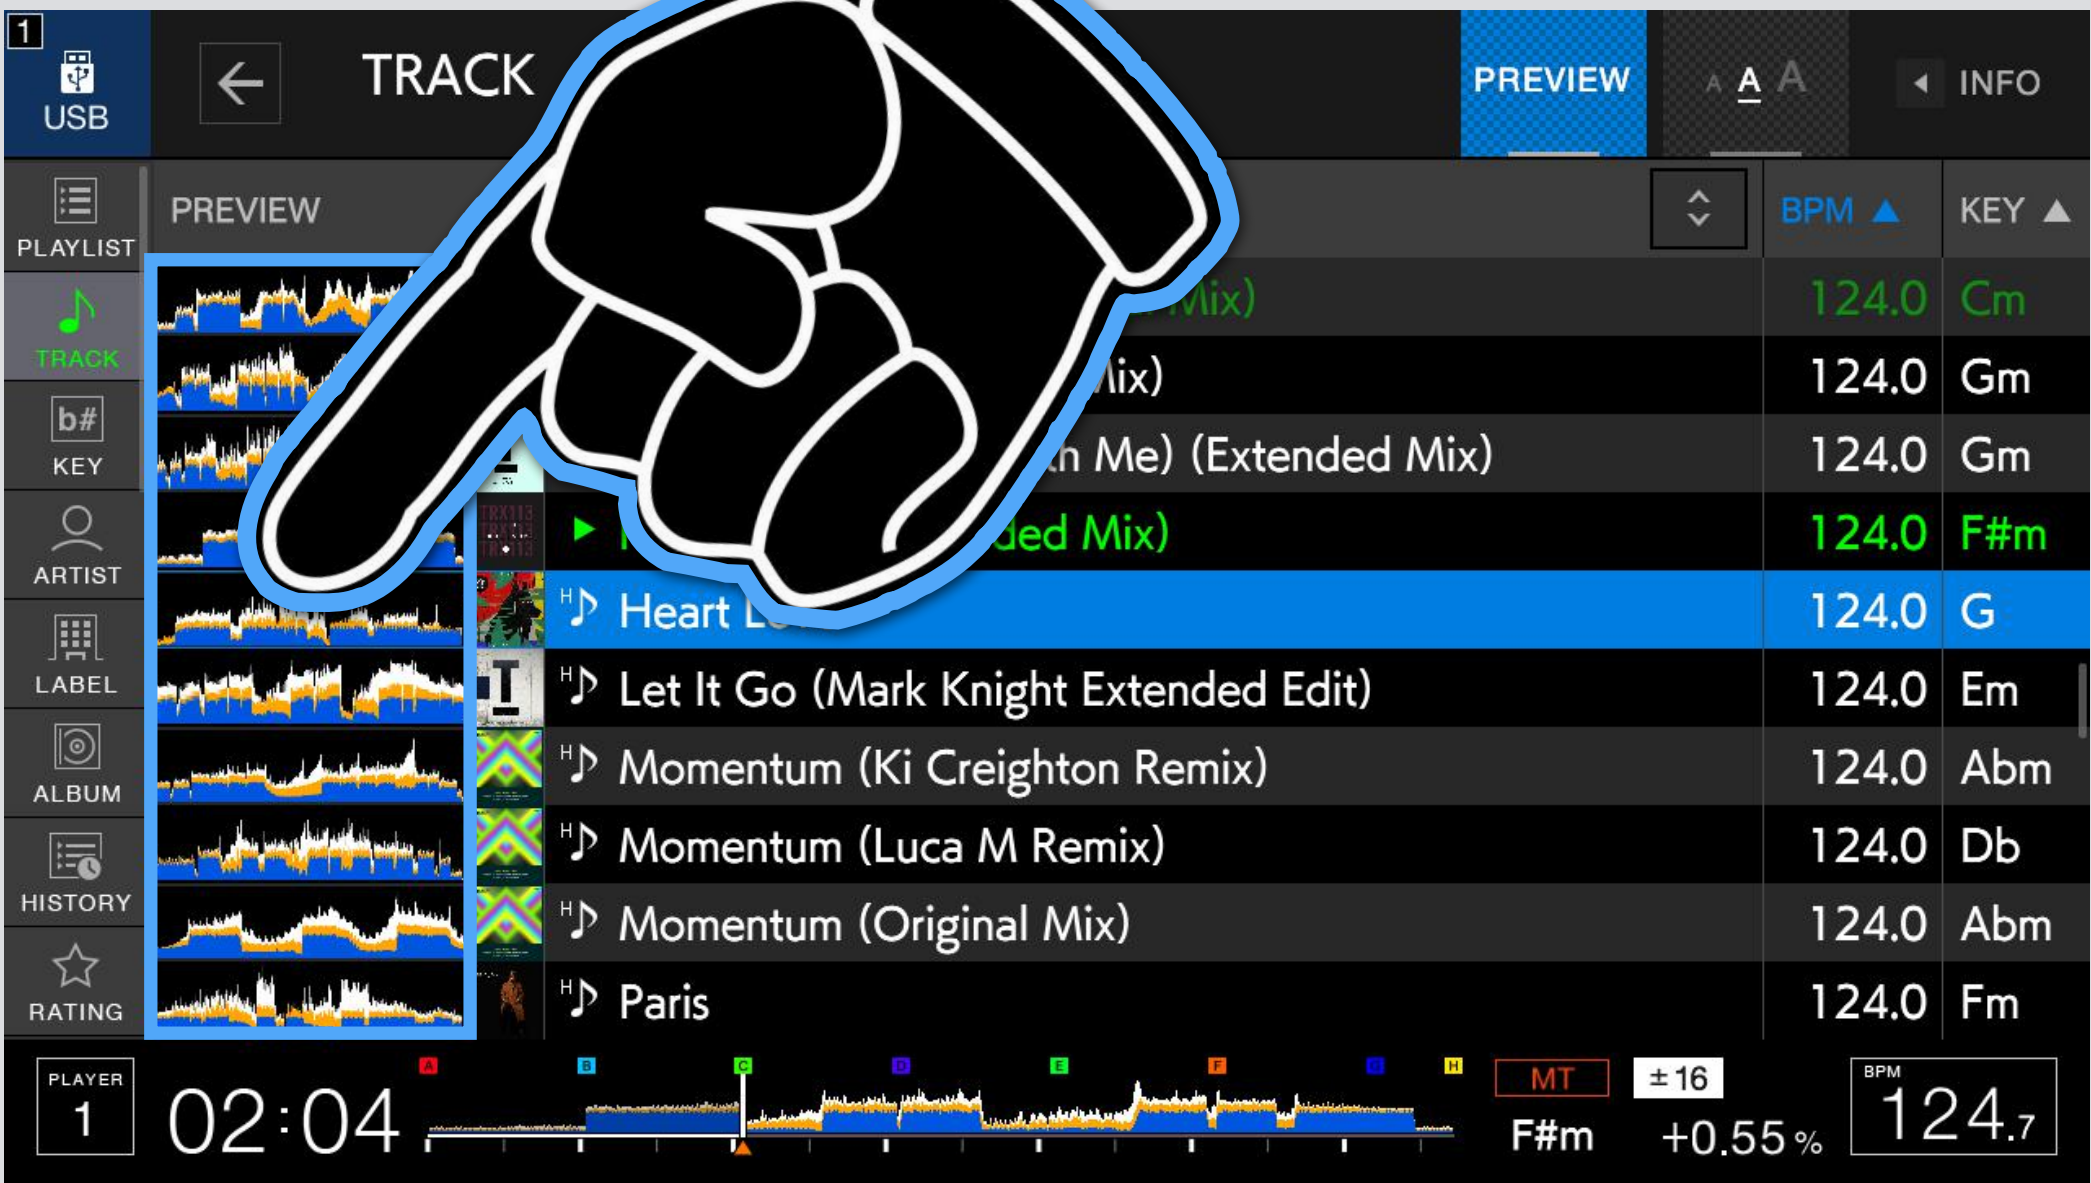 1
USB
TRACK
PREVIEW
A A A
INFO
PLAYLIST
PREVIEW
BPM ▲
KEY ▲
TRACK
Mix)
124.0 Cm
Mix)
124.0 Gm
b#
KEY
Me) (Extended Mix)
124.0 Gm
ARTIST
TRX113
Mix)
124.0 F#m
Heart
124.0 G
LABEL
H Let It Go (Mark Knight Extended Edit)
124.0 Em
ALBUM
H Momentum (Ki Creighton Remix)
124.0 Abm
HISTORY
H Momentum (Luca M Remix)
124.0 Db
H Momentum (Original Mix)
124.0 Abm
RATING
H Paris
124.0 Fm
PLAYER
1
02:04
A B C D E F G H
MT
±16
F#m
+0.55%
BPM
124.7